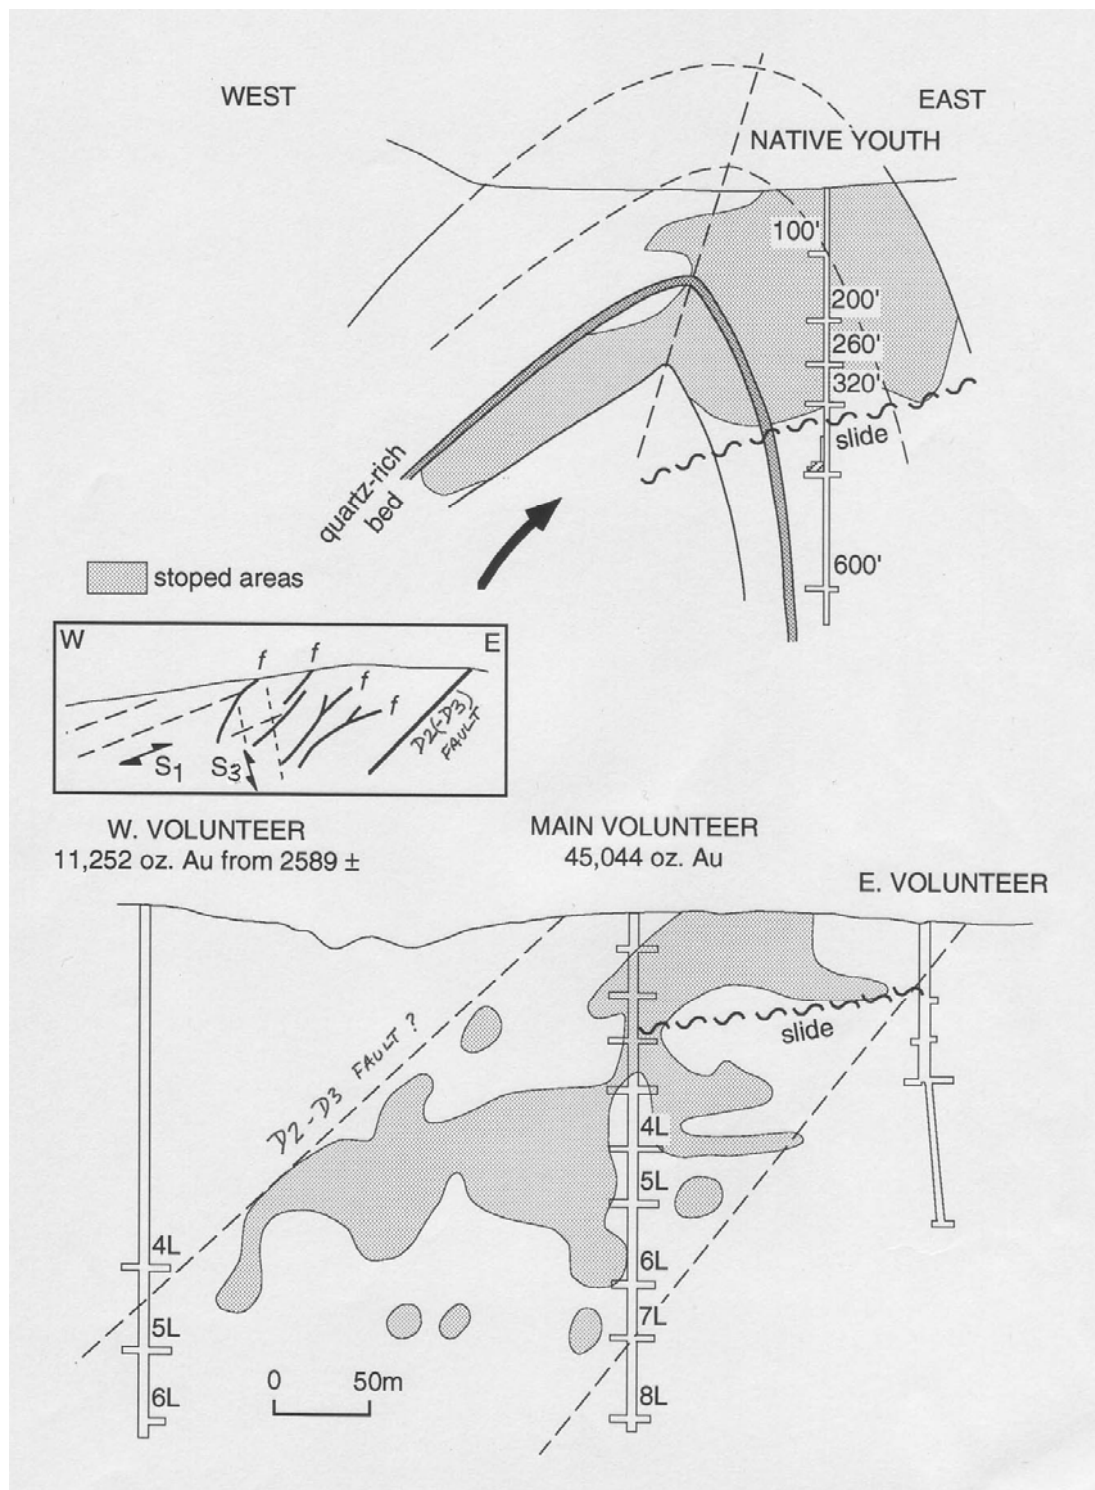 WEST
EAST
NATIVE YOUTH
100'
200'
260'
320'
slide
quartz-rich
bed
600'
stoped areas
W
E
f
f
f
f
D2(-D3)
FAULT
S1
S3
W. VOLUNTEER
11,252 oz. Au from 2589 ±
MAIN VOLUNTEER
45,044 oz. Au
E. VOLUNTEER
slide
D2-D3 FAULT ?
4L
5L
6L
7L
8L
4L
5L
6L
0 50m